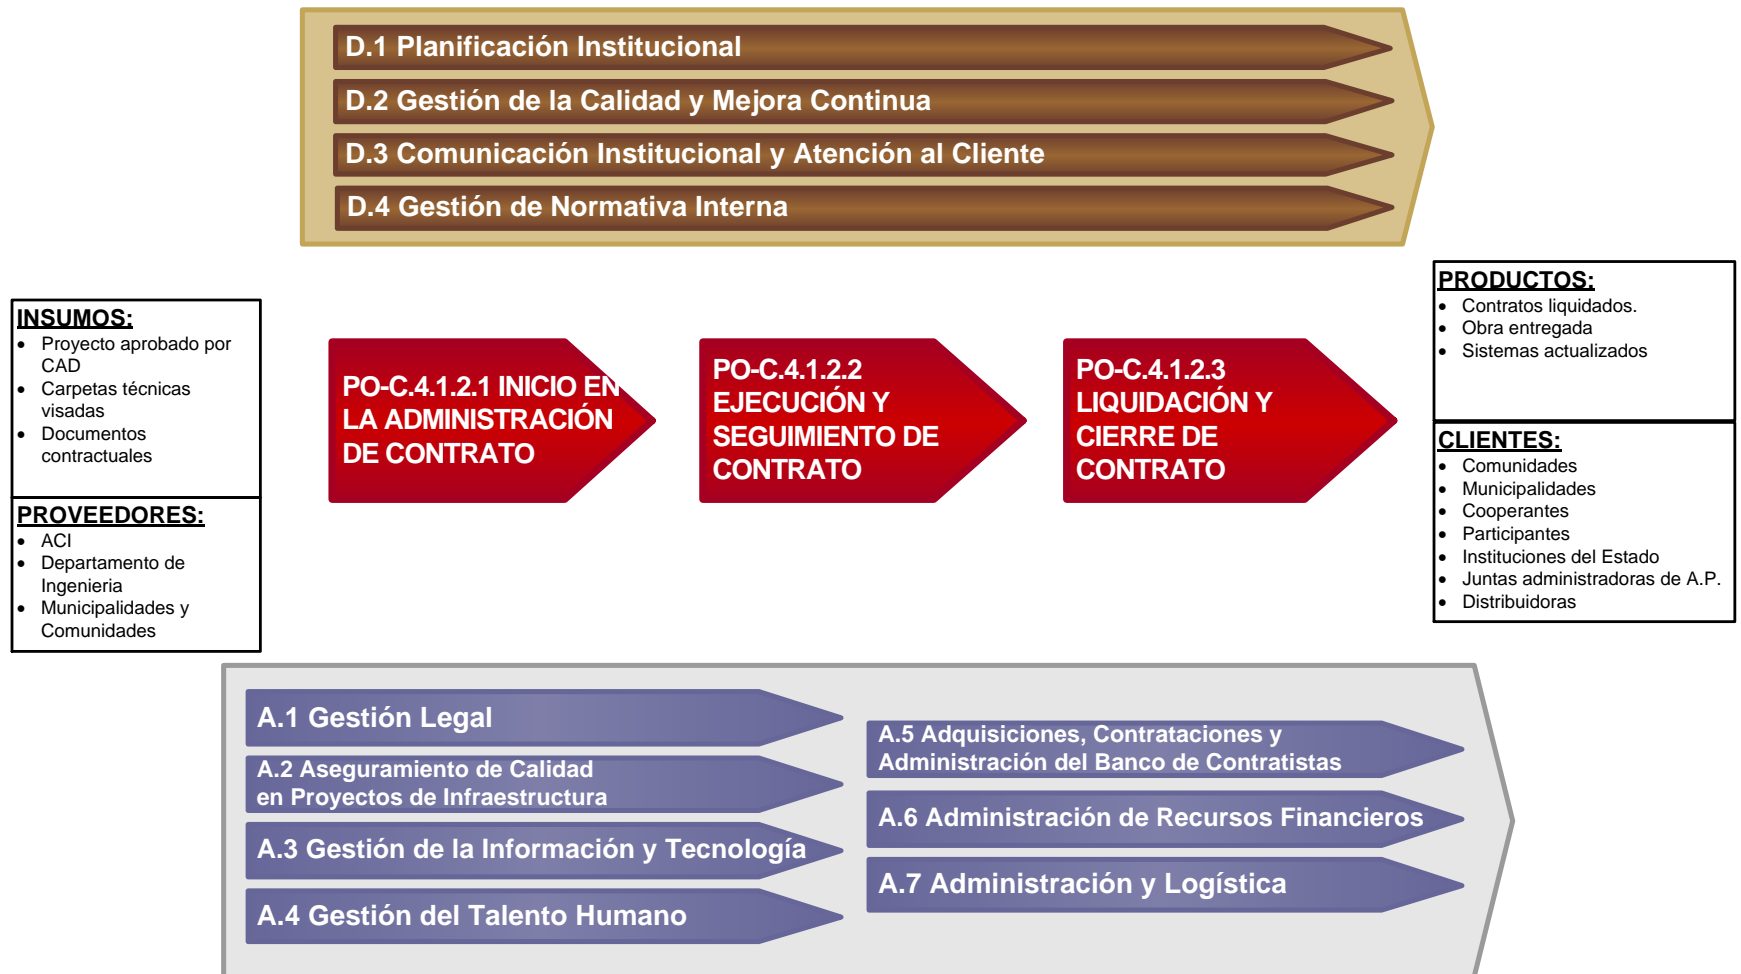 D.1 Planificación Institucional
D.2 Gestión de la Calidad y Mejora Continua
D.3 Comunicación Institucional y Atención al Cliente
D.4 Gestión de Normativa Interna
INSUMOS:
• Proyecto aprobado por
CAD
• Carpetas técnicas
visadas
• Documentos
contractuales
PROVEEDORES:
• ACI
• Departamento de
Ingenieria
• Municipalidades y
Comunidades
PO-C.4.1.2.1 INICIO EN
LA ADMINISTRACIÓN
DE CONTRATO
PO-C.4.1.2.2
EJECUCIÓN Y
SEGUIMIENTO DE
CONTRATO
PO-C.4.1.2.3
LIQUIDACIÓN Y
CIERRE DE
CONTRATO
PRODUCTOS:
• Contratos liquidados.
• Obra entregada
• Sistemas actualizados
CLIENTES:
• Comunidades
• Municipalidades
• Cooperantes
• Participantes
• Instituciones del Estado
• Juntas administradoras de A.P.
• Distribuidoras
A.1 Gestión Legal
A.2 Aseguramiento de Calidad
en Proyectos de Infraestructura
A.3 Gestión de la Información y Tecnología
A.4 Gestión del Talento Humano
A.5 Adquisiciones, Contrataciones y
Administración del Banco de Contratistas
A.6 Administración de Recursos Financieros
A.7 Administración y Logística